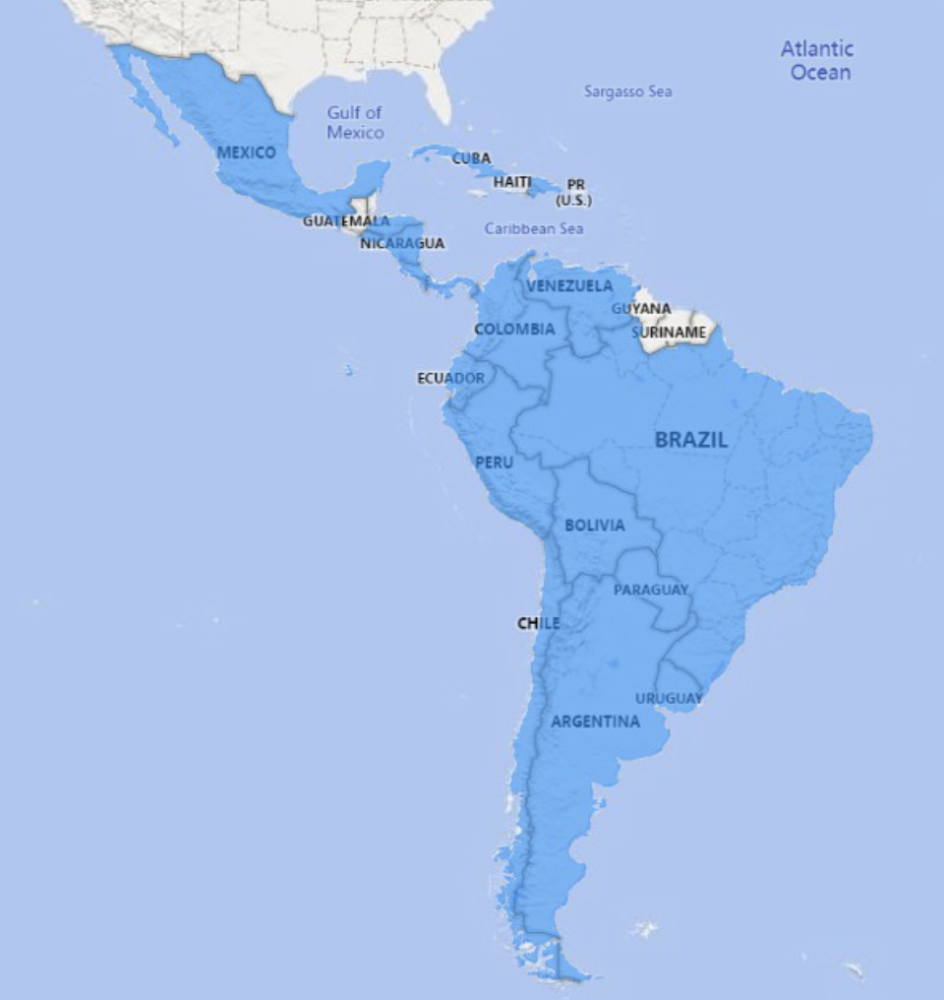 Atlantic
Ocean
Sargasso Sea
Gulf of
Mexico
MEXICO
CUBA
HAITI
PR
(U.S.)
GUATEMALA
Caribbean Sea
NICARAGUA
VENEZUELA
GUYANA
COLOMBIA
SURINAME
ECUADOR
BRAZIL
PERU
BOLIVIA
PARAGUAY
CHILE
URUGUAY
ARGENTINA